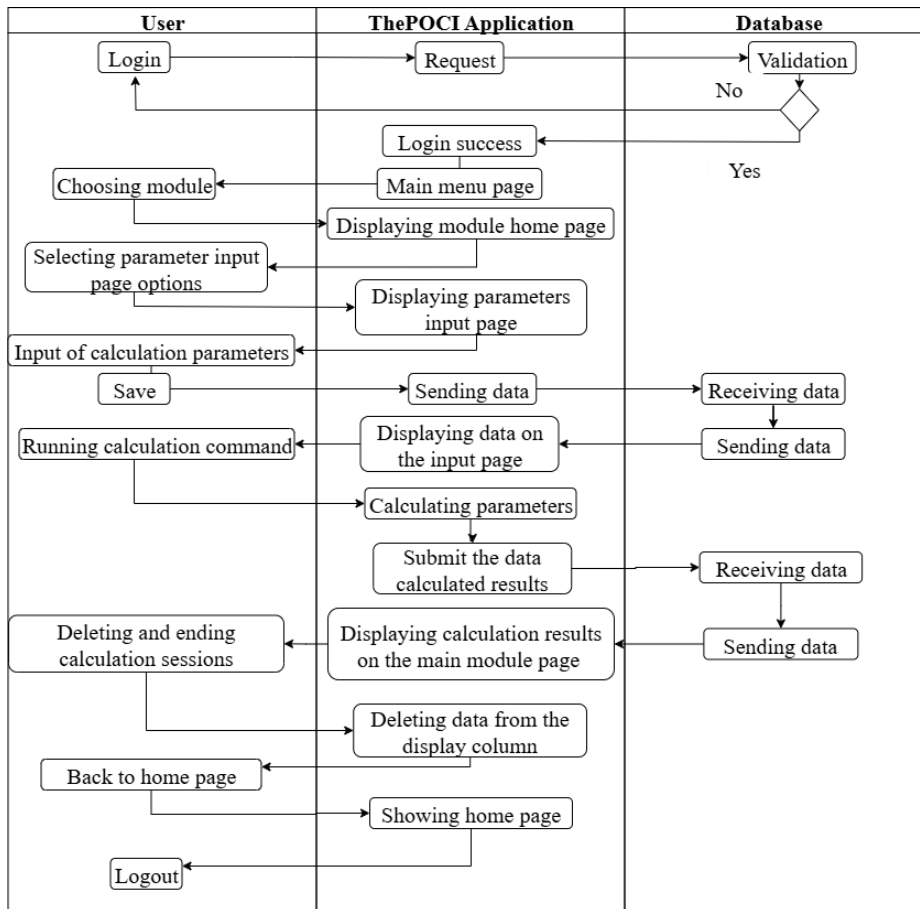 User
ThePOCI Application
Database
Login
Request
Validation
No
Login success
Yes
Choosing module
Main menu page
Displaying module home page
Selecting parameter input
page options
Displaying parameters
input page
Input of calculation parameters
Save
Sending data
Receiving data
Running calculation command
Displaying data on
the input page
Sending data
Calculating parameters
Submit the data
calculated results
Receiving data
Deleting and ending
calculation sessions
Displaying calculation results
on the main module page
Sending data
Deleting data from the
display column
Back to home page
Showing home page
Logout